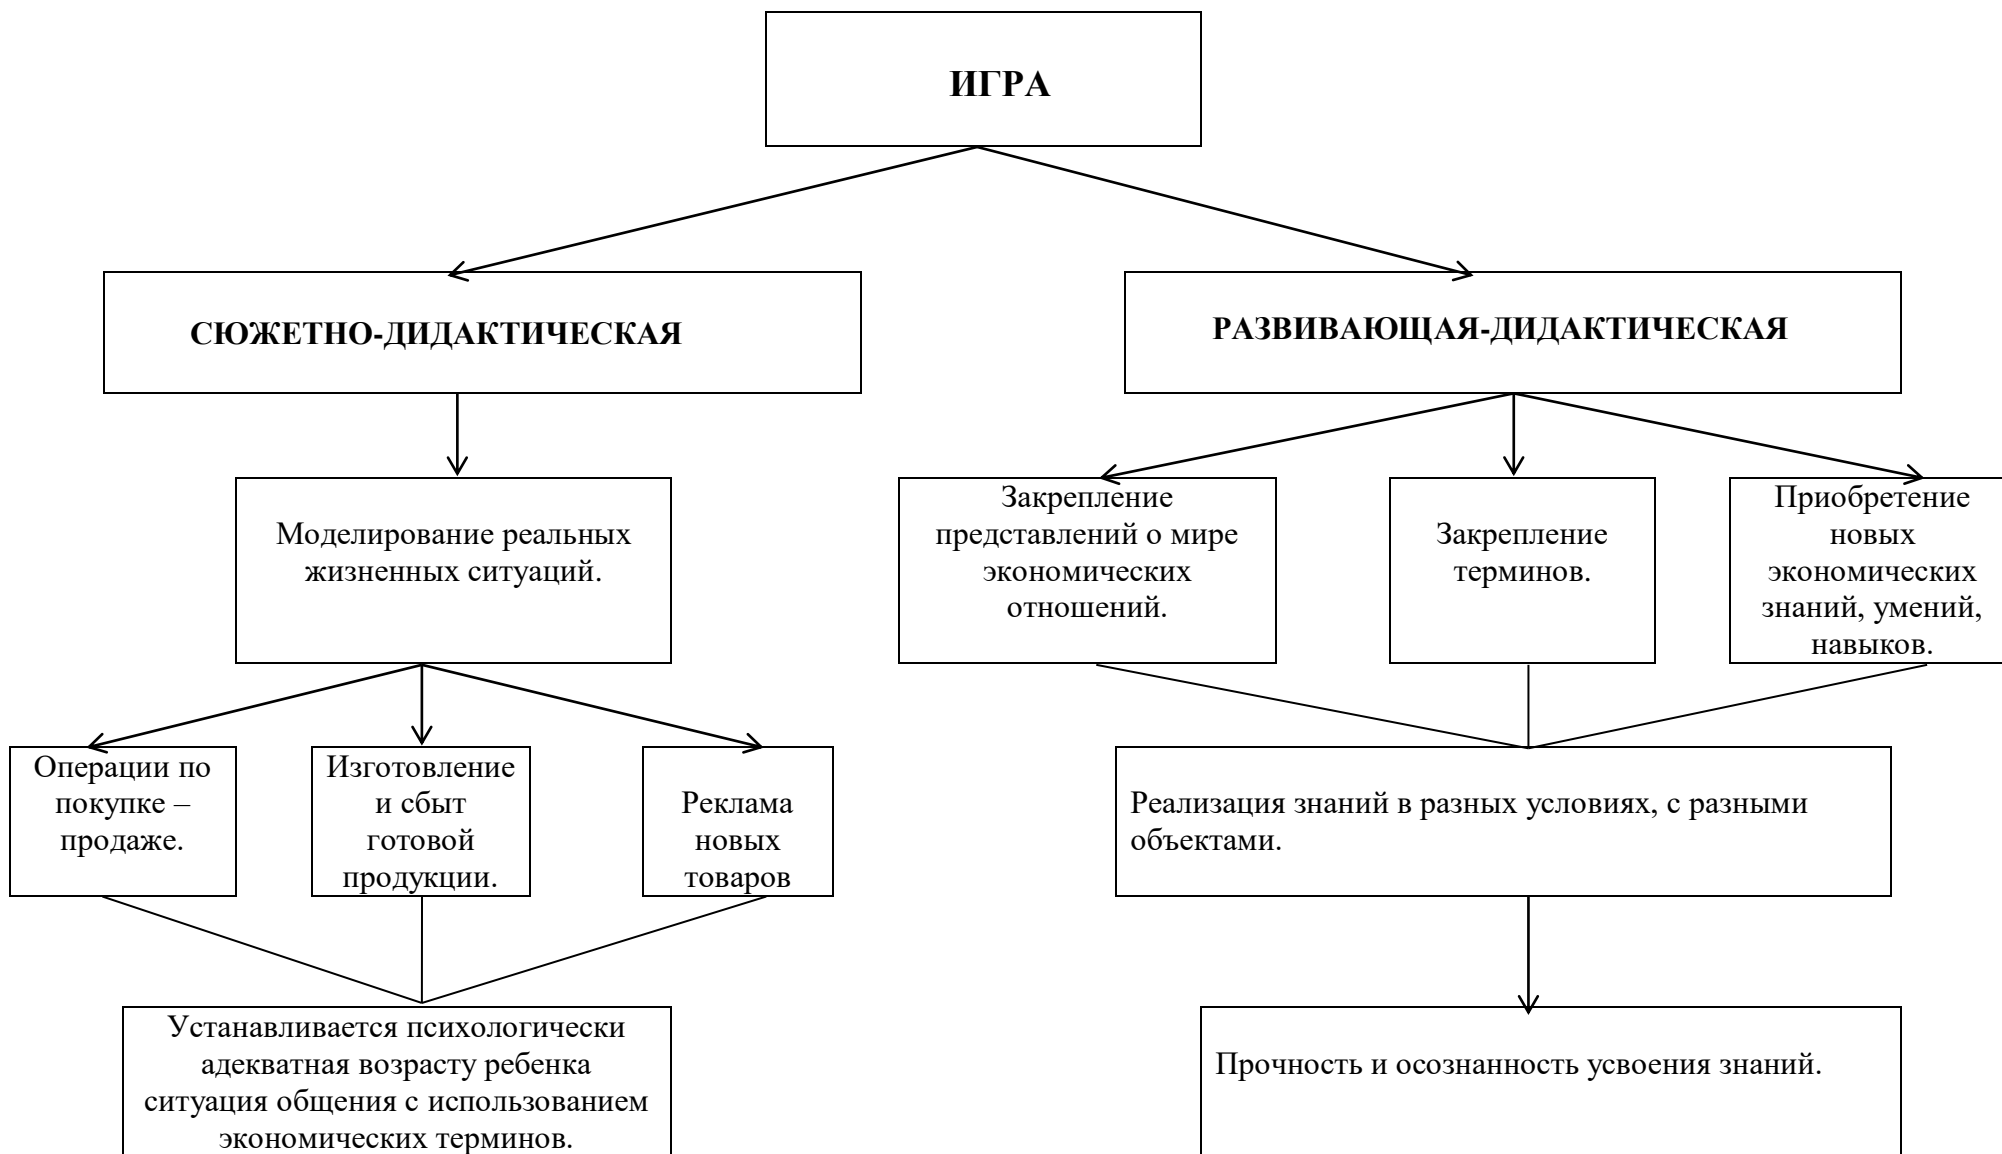 ИГРА
СЮЖЕТНО-ДИДАКТИЧЕСКАЯ
РАЗВИВАЮЩАЯ-ДИДАКТИЧЕСКАЯ
Моделирование реальных
жизненных ситуаций.
Закрепление
представлений о мире
экономических
отношений.
Закрепление
терминов.
Приобретение
новых
экономических
знаний, умений,
навыков.
Операции по
покупке –
продаже.
Изготовление
и сбыт
готовой
продукции.
Реклама
новых
товаров
Реализация знаний в разных условиях, с разными
объектами.
Устанавливается психологически
адекватная возрасту ребенка
ситуация общения с использованием
экономических терминов.
Прочность и осознанность усвоения знаний.